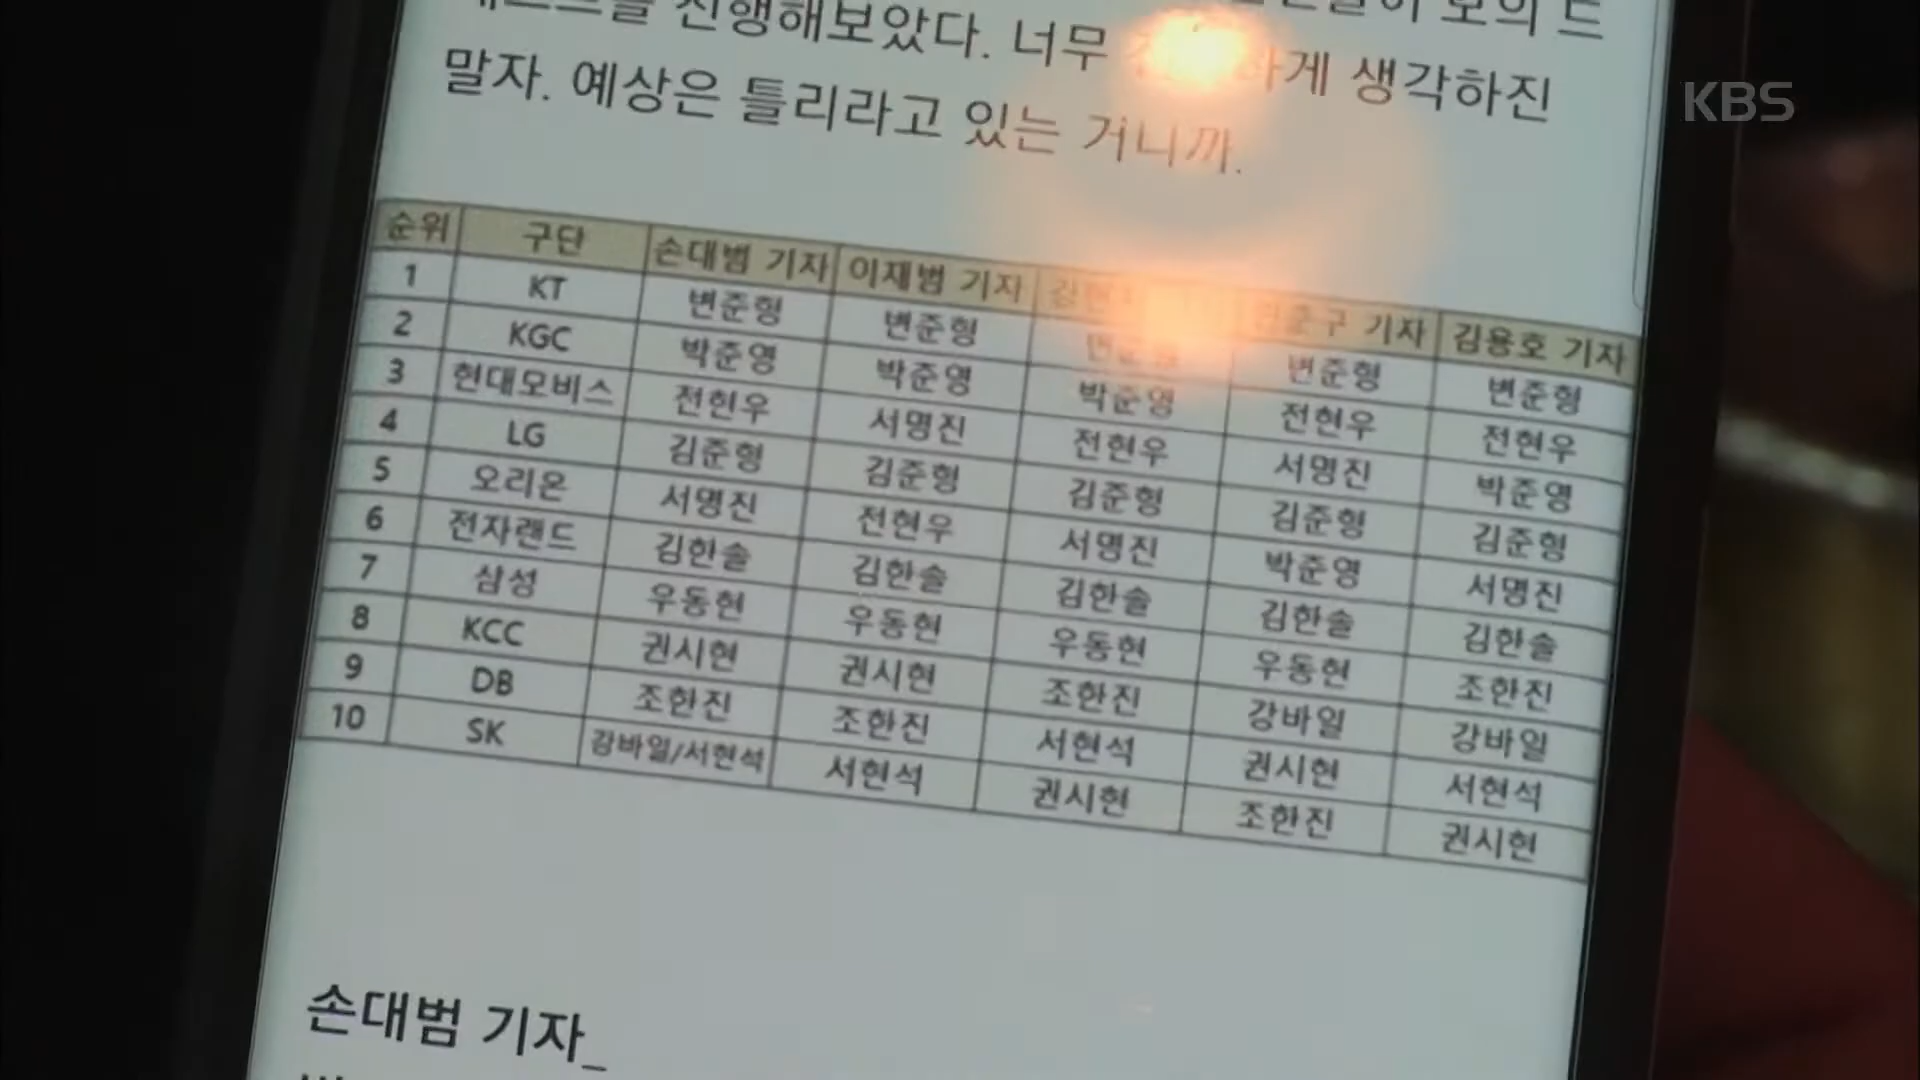 진행해보았다. 너무 하게 생각하진
말자. 예상은 틀리라고 있는 거니까.
KBS
순위 구단 손대범 기자 이재범 기자 기자 김용호 기자
1 KT 변준형 변준형 변준형 변준형 변준형
2 KGC 박준영 박준영 박준영 전현우 전현우
3 현대모비스 전현우 서명진 전현우 서명진 박준영
4 LG 김준형 김준형 김준형 김준형 김준형
5 오리온 서명진 전현우 서명진 박준영 서명진
6 전자랜드 김한솔 김한솔 김한솔 김한솔 김한솔
7 삼성 우동현 우동현 우동현 우동현 조한진
8 KCC 권시현 권시현 조한진 강바일 강바일
9 DB 조한진 조한진 서현석 권시현 서현석
10 SK 강바일/서현석 서현석 권시현 조한진 권시현
손대범 기자_